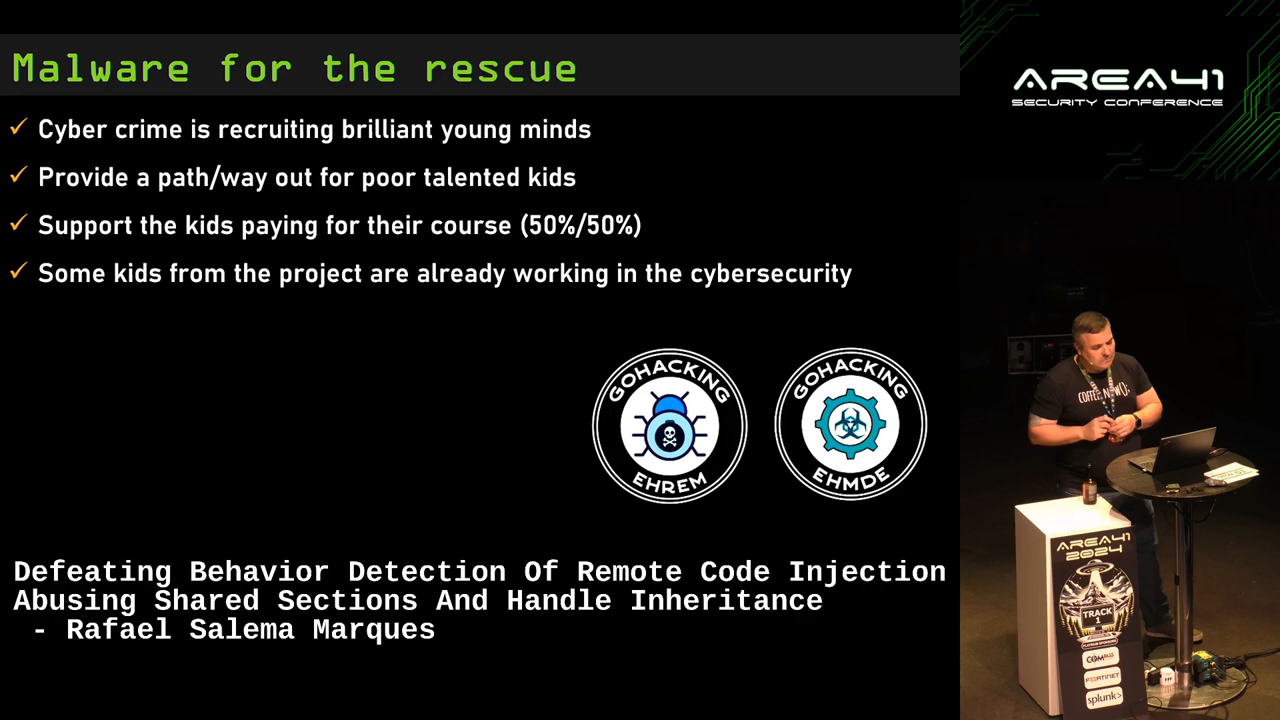 Malware for the rescue
✓ Cyber crime is recruiting brilliant young minds
✓ Provide a path/way out for poor talented kids
✓ Support the kids paying for their course (50%/50%)
✓ Some kids from the project are already working in the cybersecurity
GOHACKING
EHREM
GOHACKING
EHMDE
Defeating Behavior Detection Of Remote Code Injection
Abusing Shared Sections And Handle Inheritance
- Rafael Salema Marques
AREA41
SECURITY CONFERENCE
AREA41
2024
TRACK
1
COMPASS
FORTINET
splunk>